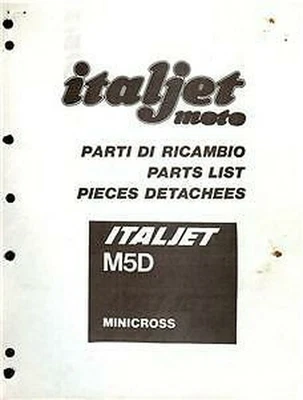 italjet
moto
PARTI DI RICAMBIO
PARTS LIST
PIECES DETACHEES
ITALJET
M5D
MINICROSS